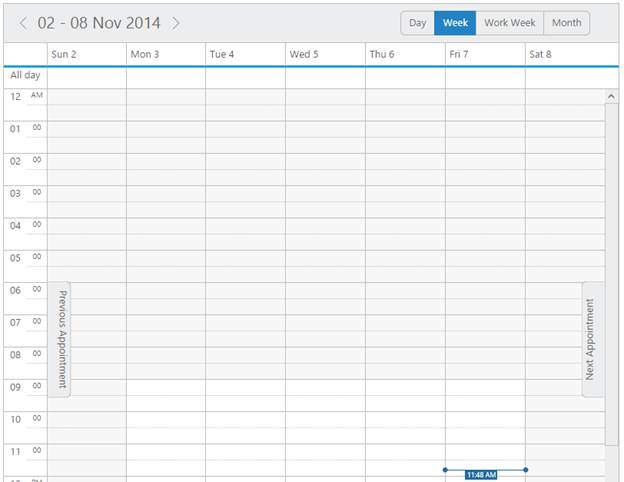 02 - 08 Nov 2014
Day Week Work Week Month
Sun 2 Mon 3 Tue 4 Wed 5 Thu 6 Fri 7 Sat 8
All day
12 AM
01 00
02 00
03 00
04 00
05 00
06 00
07 00
08 00
09 00
10 00
11 00
Previous Appointment
Next Appointment
11:48 AM